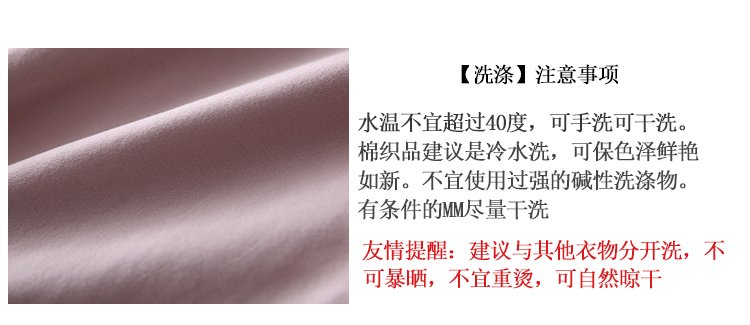 【洗涤】注意事项
水温不宜超过40度，可手洗可干洗。
棉织品建议是冷水洗，可保色泽鲜艳
如新。不宜使用过强的碱性洗涤物。
有条件的MM尽量干洗
友情提醒：建议与其他衣物分开洗，不
可暴晒，不宜重烫，可自然晾干